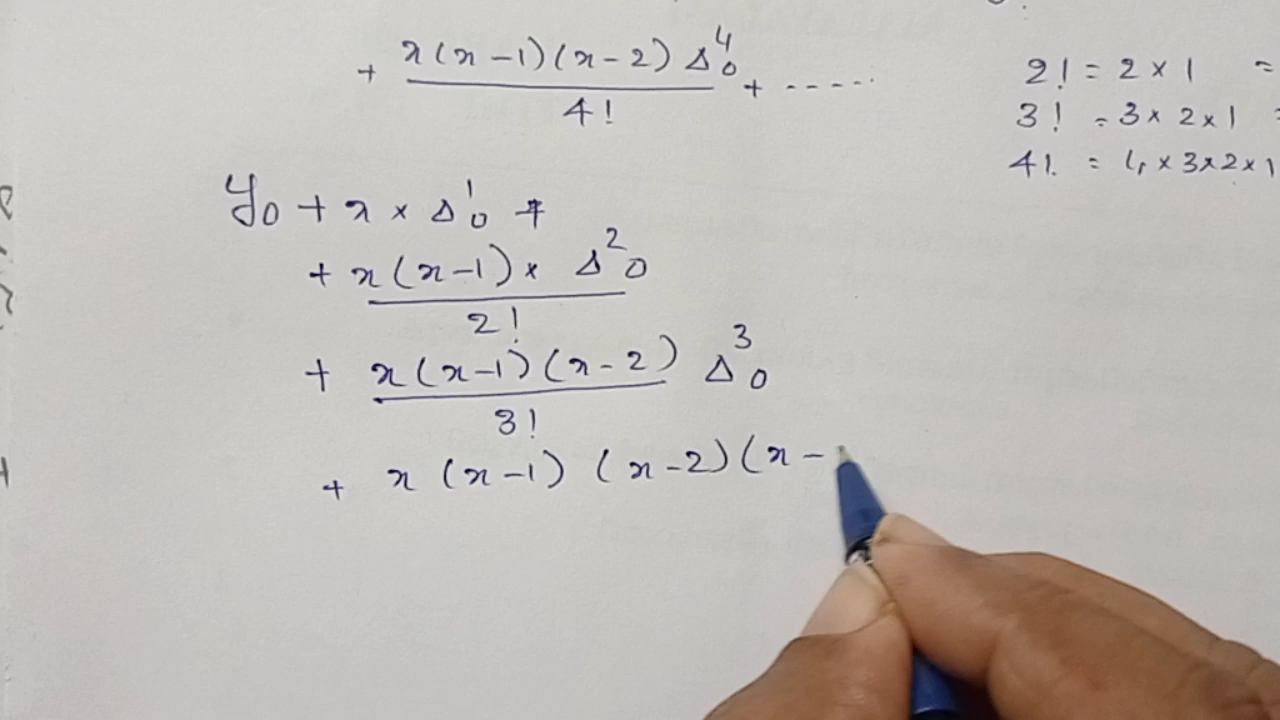 + x(x-1)(x-2) Δ⁴₀ + ......
4!
2! = 2 × 1 =
3! = 3 × 2 × 1 =
4! = 4 × 3 × 2 × 1
y₀ + x × Δ¹₀ +
+ x(x-1) × Δ²₀
2!
+ x(x-1)(x-2) Δ³₀
3!
+ x (x-1) (x-2)(x-